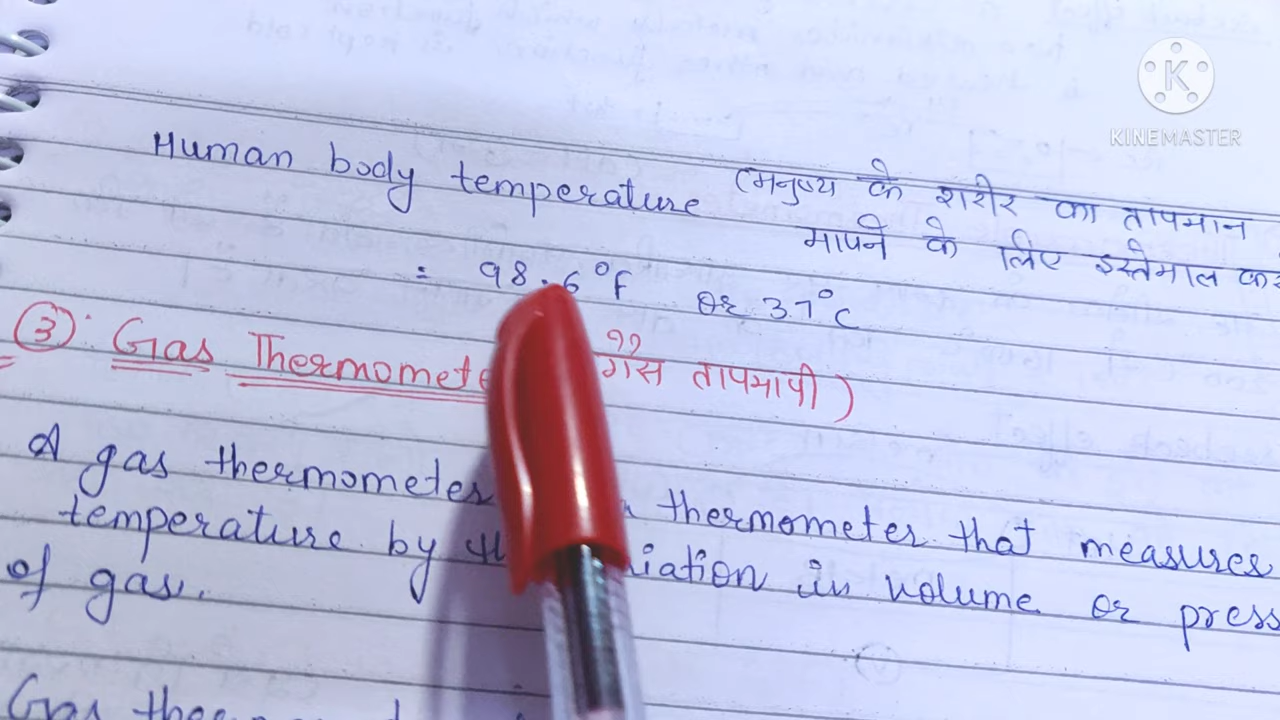 KINEMASTER
Human body temperature (मनुष्य के शरीर का तापमान
मापने के लिए इस्तेमाल
= 98.6°F or 37°C
③: Gas Thermomete गैस तापमापी)
A gas thermometer thermometer that measures
temperature by in volume or press
of gas.
Gas